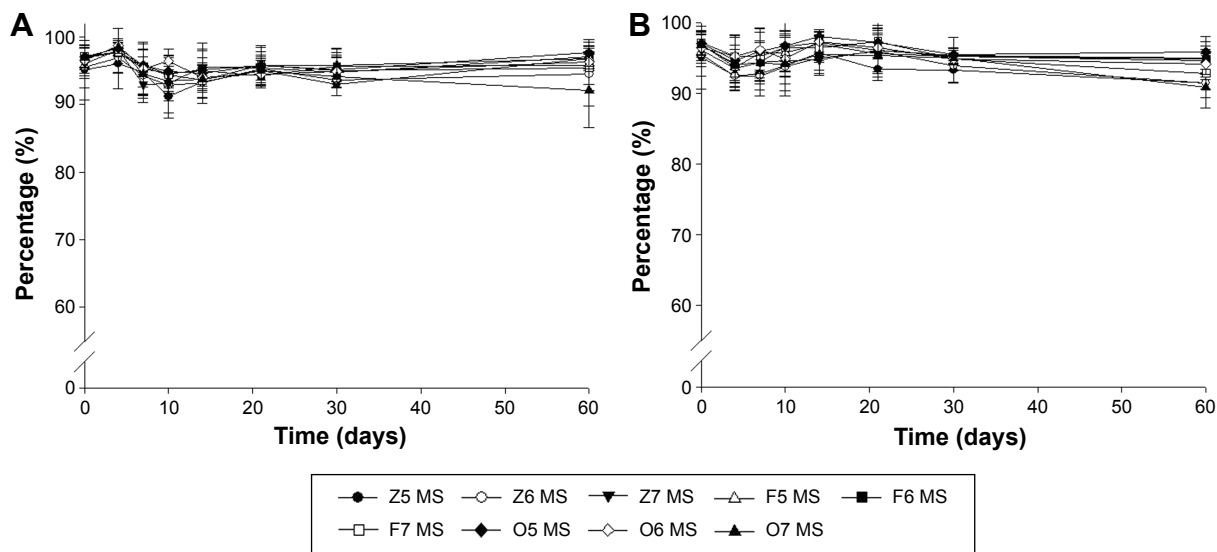 A
B
Percentage (%)
100
90
80
70
60
0
0 10 20 30 40 50 60
Time (days)
Percentage (%)
100
90
80
70
60
0
0 10 20 30 40 50 60
Time (days)
Z5 MS Z6 MS Z7 MS F5 MS F6 MS
F7 MS O5 MS O6 MS O7 MS